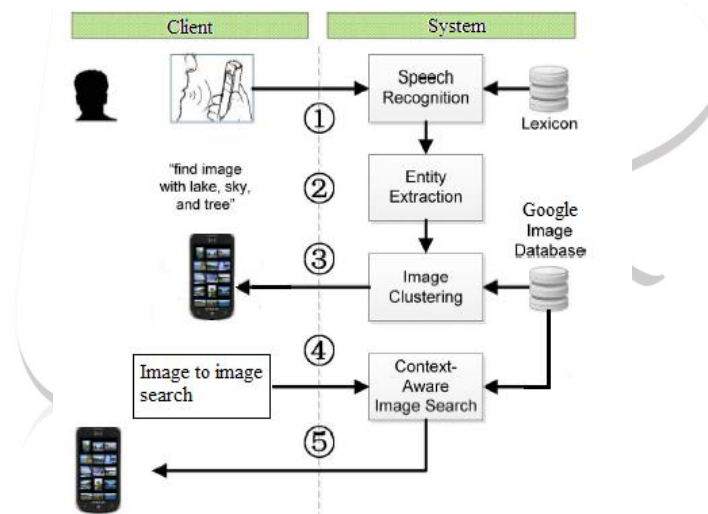 Client
System
Speech
Recognition
Lexicon
①
"find image
with lake, sky,
and tree"
②
Entity
Extraction
Google
Image
Database
③
Image
Clustering
④
Image to image
search
Context-
Aware
Image Search
⑤